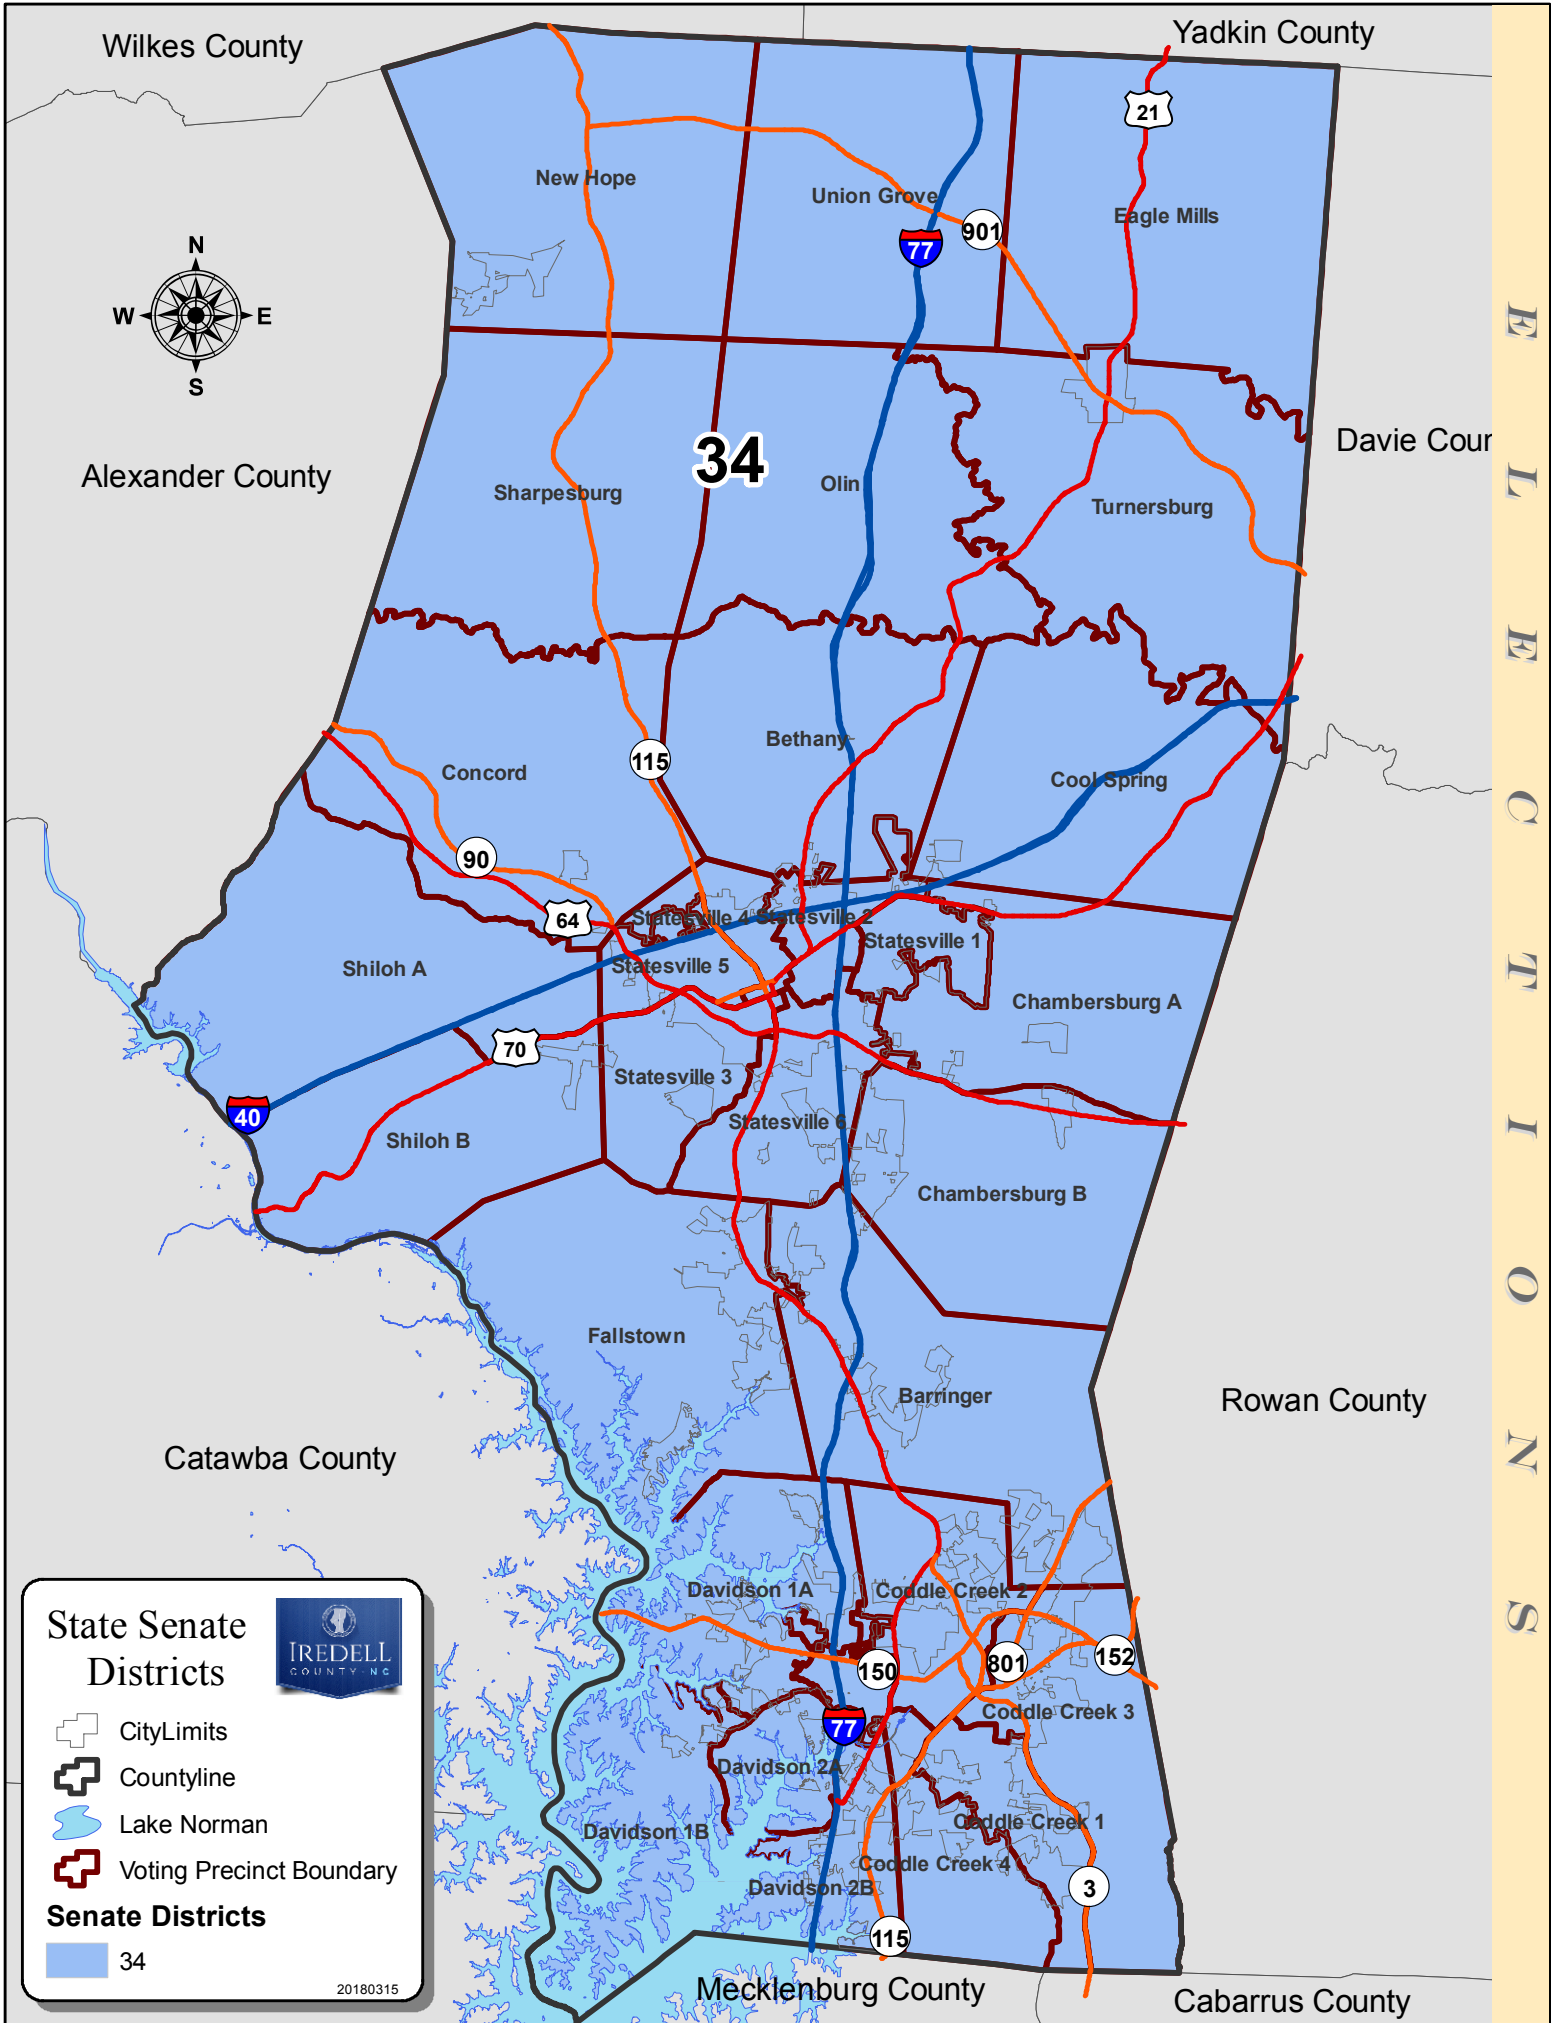 Wilkes County
Yadkin County
21
New Hope
Union Grove
Eagle Mills
901
77
N
W
E
S
34
Davie Coun
Alexander County
Sharpesburg
Olin
Turnersburg
Bethany
115
Concord
Cool Spring
90
64
Statesville 4
Statesville 2
Statesville 1
Shiloh A
Statesville 5
Chambersburg A
70
Statesville 3
40
Statesville 6
Shiloh B
Chambersburg B
Fallstown
Barringer
Rowan County
Catawba County
Davidson 1A
Coddle Creek 2
150
801
152
Coddle Creek 3
77
Davidson 2A
Coddle Creek 1
Davidson 1B
Coddle Creek 4
Davidson 2B
3
115
Mecklenburg County
Cabarrus County
State Senate
Districts
IREDELL
COUNTY NC
CityLimits
Countyline
Lake Norman
Voting Precinct Boundary
Senate Districts
34
20180315
ELECTIONS